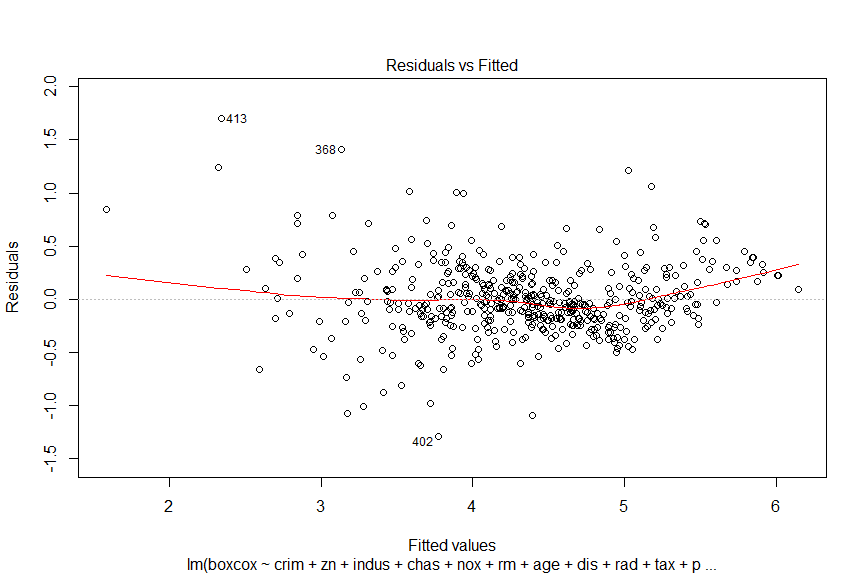 Residuals vs Fitted
2.0
1.5
1.0
0.5
0.0
-0.5
-1.0
-1.5
Residuals
413
368
402
2 3 4 5 6
Fitted values
lm(boxcox ~ crim + zn + indus + chas + nox + rm + age + dis + rad + tax + p ...